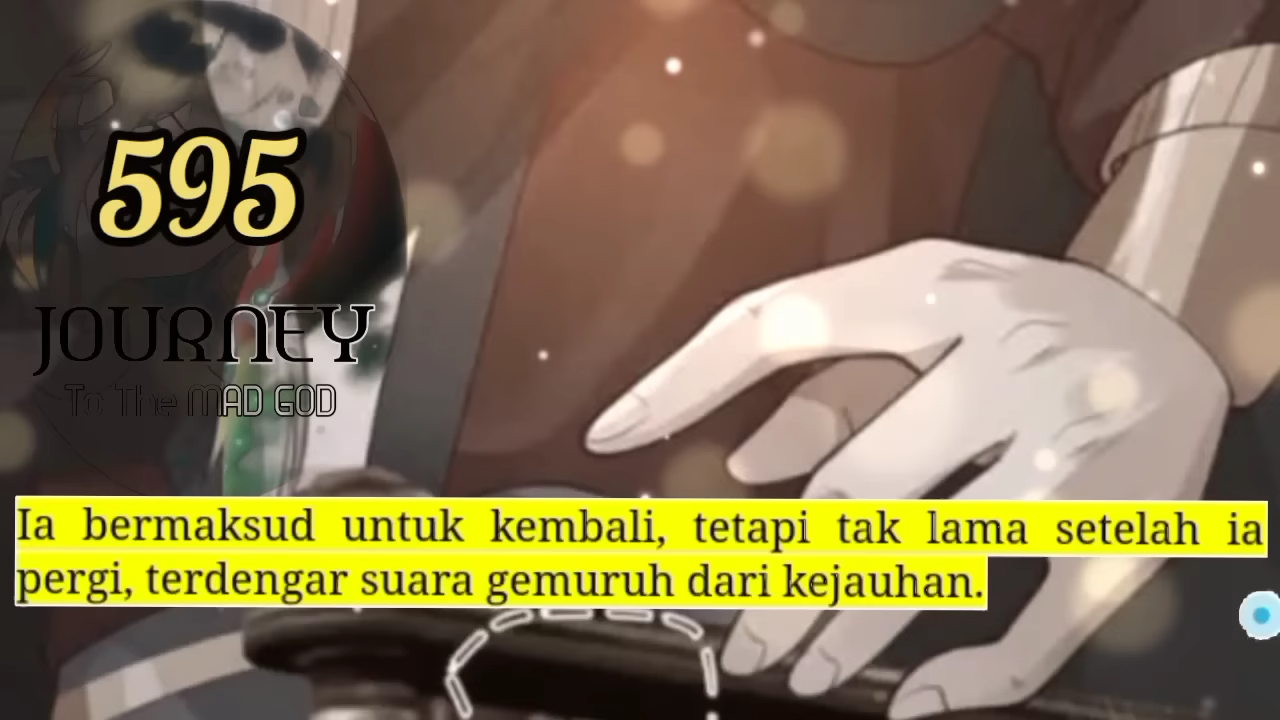 595
JOURNEY
To The MAD GOD
Ia bermaksud untuk kembali, tetapi tak lama setelah ia
pergi, terdengar suara gemuruh dari kejauhan.